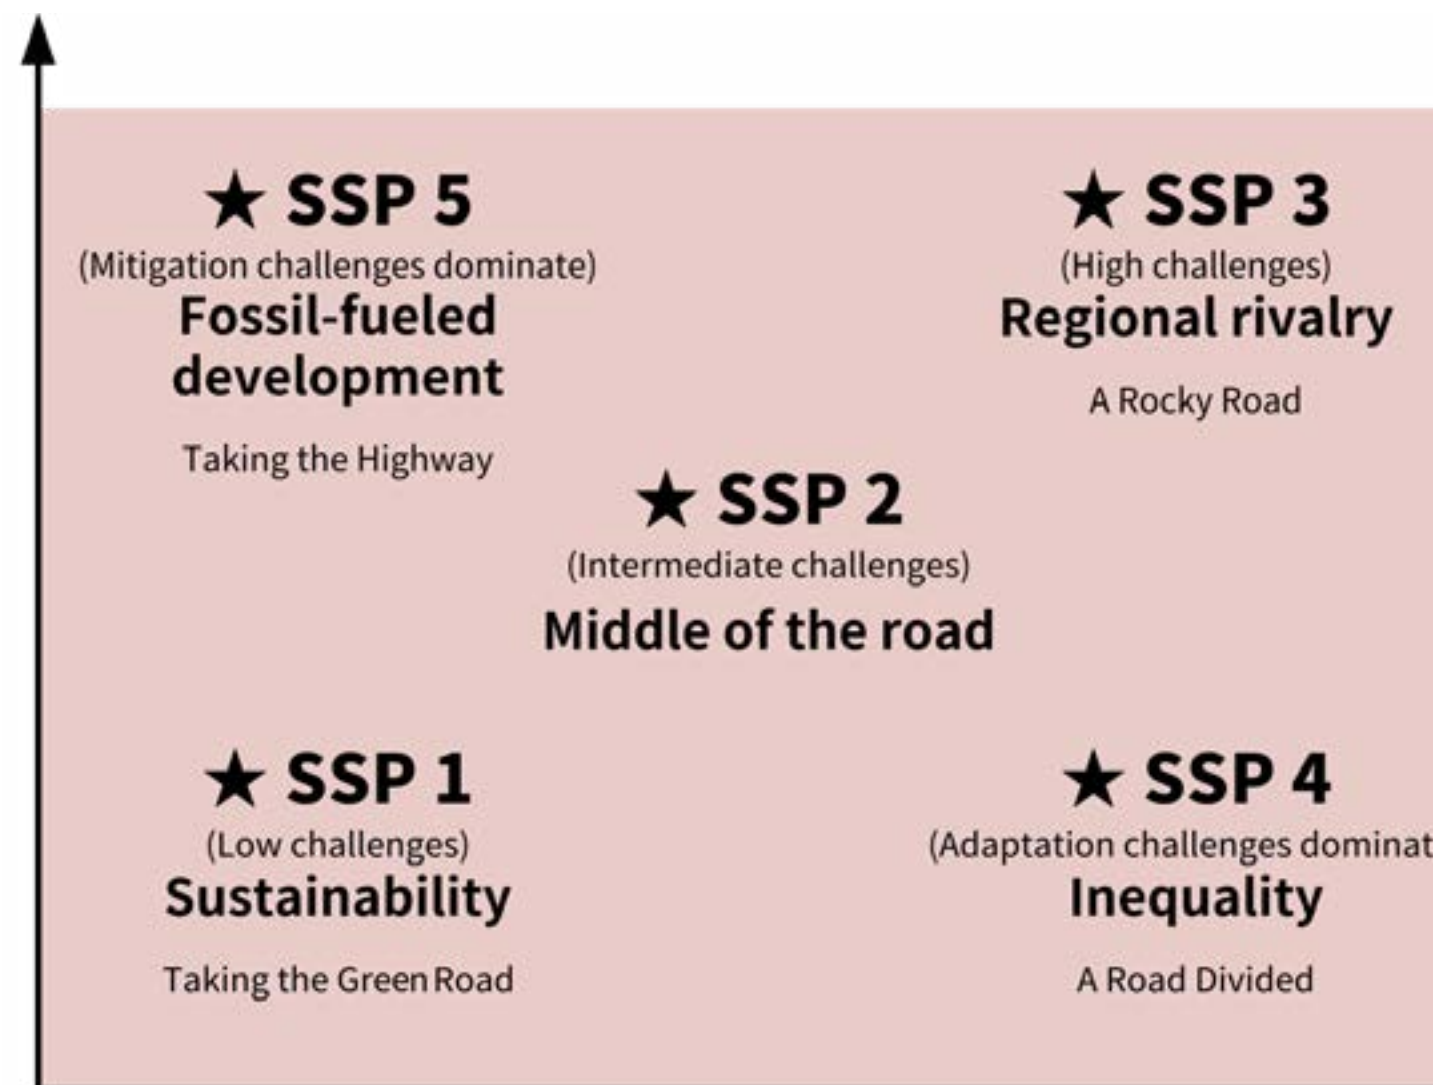 ★ SSP 5
(Mitigation challenges dominate)
Fossil-fueled
development
Taking the Highway
★ SSP 3
(High challenges)
Regional rivalry
A Rocky Road
★ SSP 2
(Intermediate challenges)
Middle of the road
★ SSP 1
(Low challenges)
Sustainability
Taking the Green Road
★ SSP 4
(Adaptation challenges dominat
Inequality
A Road Divided